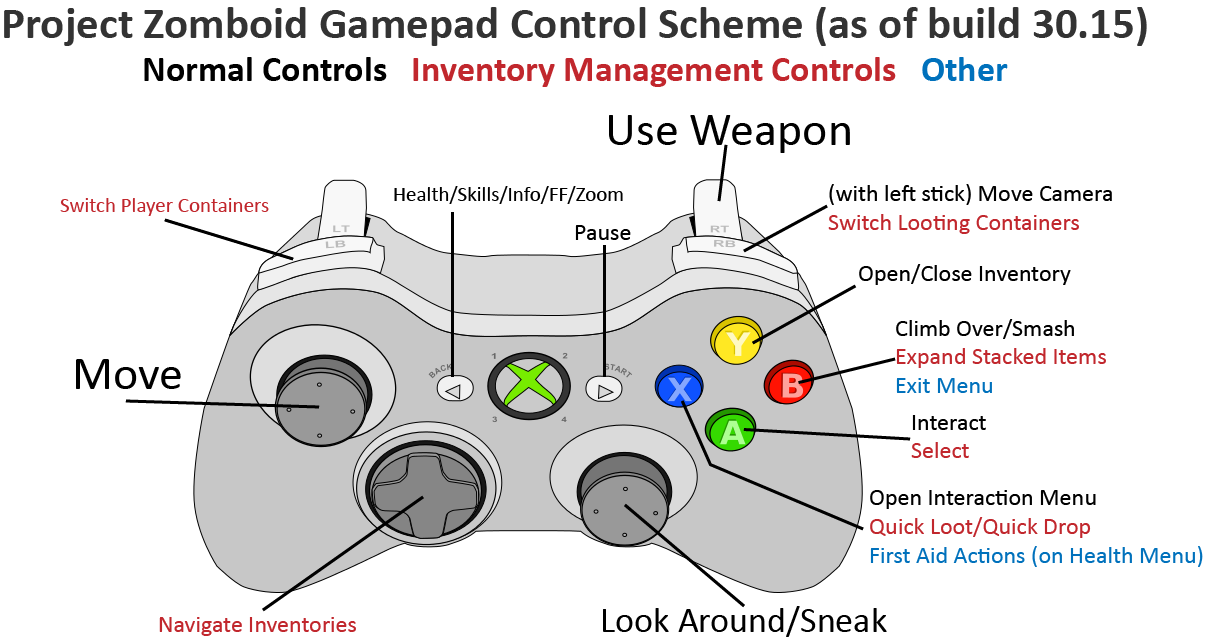 Project Zomboid Gamepad Control Scheme (as of build 30.15)
Normal Controls Inventory Management Controls Other
Use Weapon
Switch Player Containers
Health/Skills/Info/FF/Zoom
Pause
(with left stick) Move Camera
Switch Looting Containers
LT
LB
RT
RB
Open/Close Inventory
Climb Over/Smash
Expand Stacked Items
Exit Menu
Move
BACK
1
2
3
4
START
Y
X
B
A
Interact
Select
Open Interaction Menu
Quick Loot/Quick Drop
First Aid Actions (on Health Menu)
Navigate Inventories
Look Around/Sneak